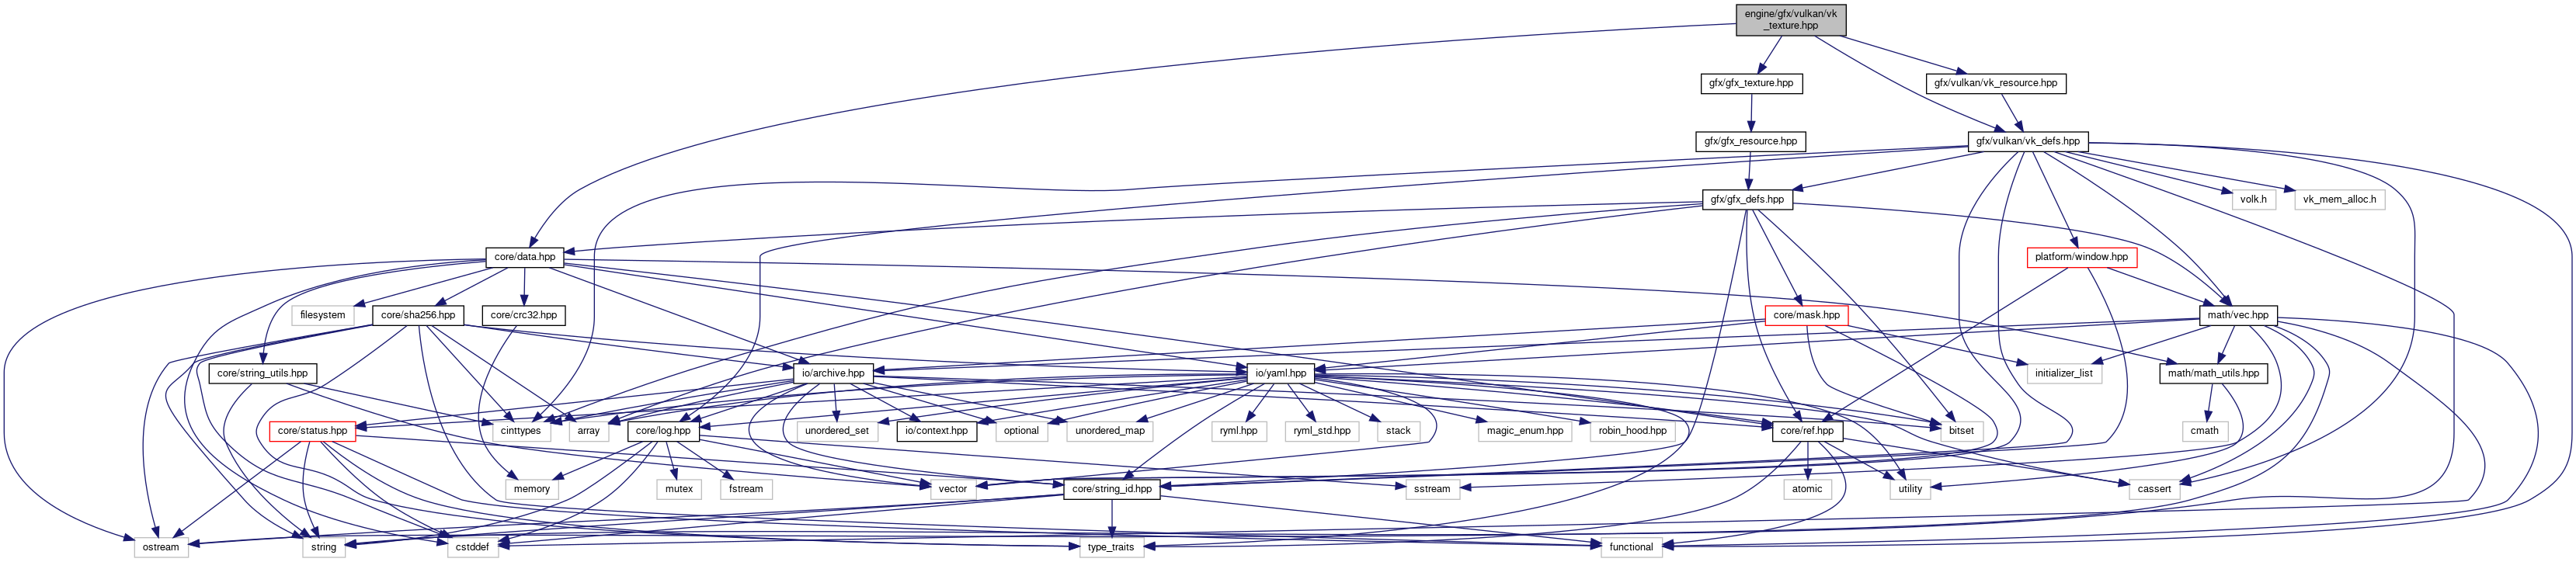 engine/gfx/vulkan/vk
_texture.hpp
gfx/gfx_texture.hpp
gfx/vulkan/vk_resource.hpp
gfx/gfx_resource.hpp
gfx/vulkan/vk_defs.hpp
gfx/gfx_defs.hpp
volk.h
vk_mem_alloc.h
core/data.hpp
platform/window.hpp
filesystem
core/sha256.hpp
core/crc32.hpp
core/mask.hpp
math/vec.hpp
core/string_utils.hpp
io/archive.hpp
io/yaml.hpp
initializer_list
math/math_utils.hpp
core/status.hpp
cinttypes
array
core/log.hpp
unordered_set
io/context.hpp
optional
unordered_map
ryml.hpp
ryml_std.hpp
stack
magic_enum.hpp
robin_hood.hpp
core/ref.hpp
bitset
cmath
memory
mutex
fstream
vector
core/string_id.hpp
sstream
atomic
utility
cassert
ostream
string
cstddef
type_traits
functional